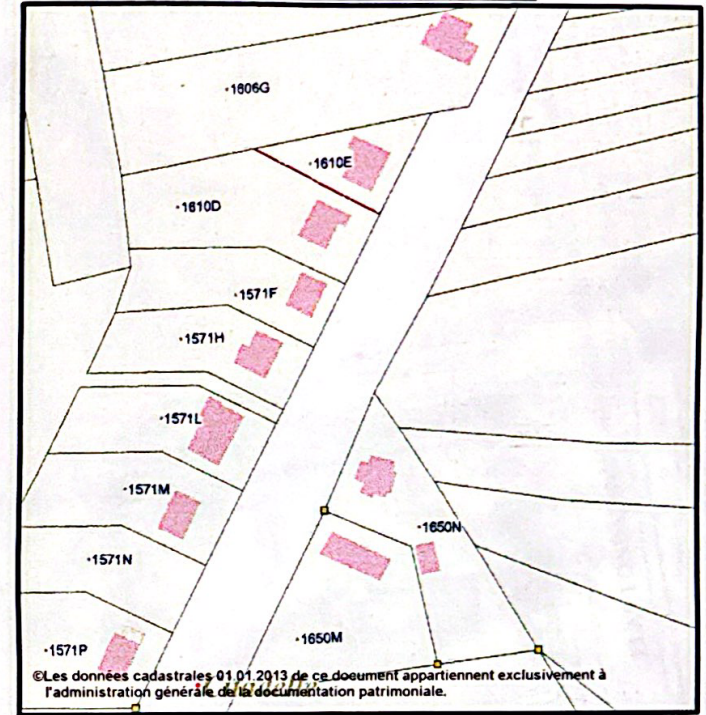 1606G
1610E
1610D
1571F
1571H
1571L
1571M
1650N
1571N
1650M
1571P
©Les données cadastrales 01.01.2013 de ce document appartiennent exclusivement à
l'administration générale de la documentation patrimoniale.